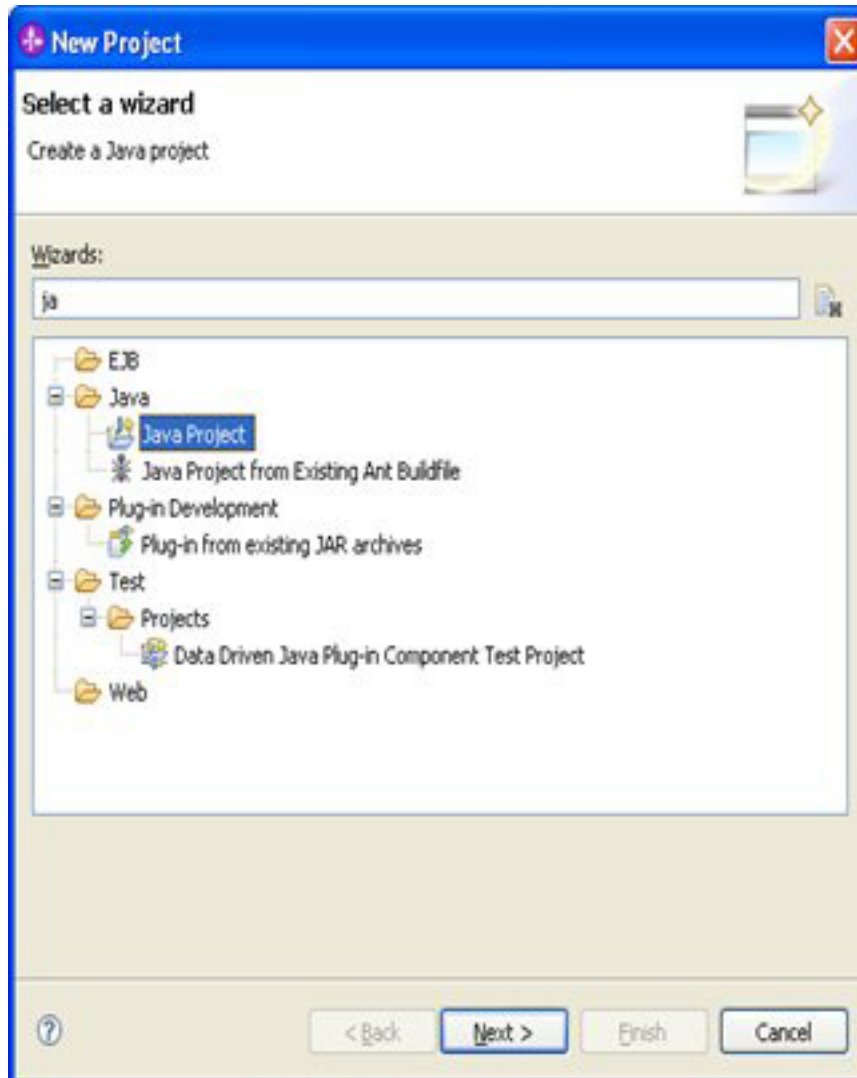 New Project
Select a wizard
Create a Java project
Wizards:
ja
EJB
Java
Java Project
Java Project from Existing Ant Buildfile
Plug-in Development
Plug-in from existing JAR archives
Test
Projects
Data Driven Java Plug-in Component Test Project
Web
< Back Next > Finish Cancel